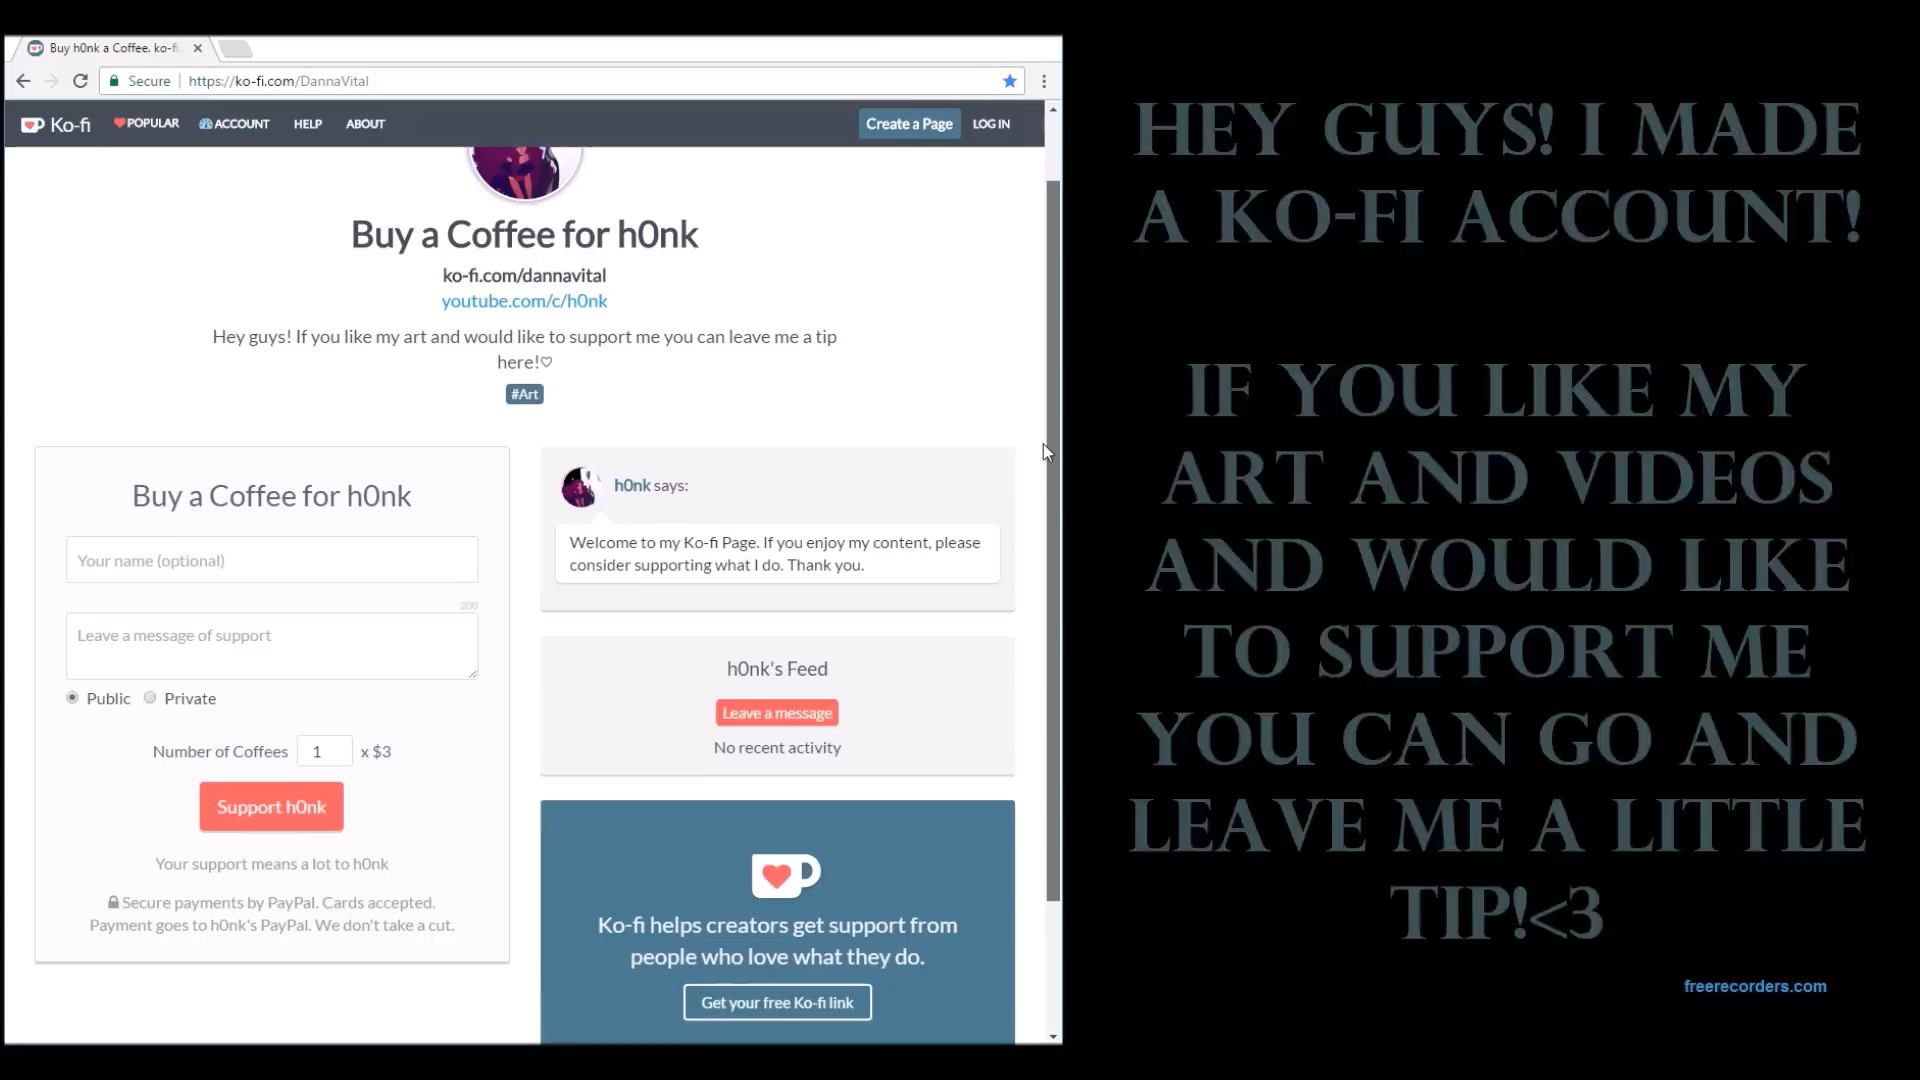 Buy h0nk a Coffee. ko-fi.
Secure
https://ko-fi.com/DannaVital
Ko-fi
POPULAR
ACCOUNT
HELP
ABOUT
Create a Page
LOG IN
Buy a Coffee for h0nk
ko-fi.com/dannavital
youtube.com/c/h0nk
Hey guys! If you like my art and would like to support me you can leave me a tip
here!♡
#Art
Buy a Coffee for h0nk
Your name (optional)
200
Leave a message of support
Public
Private
Number of Coffees 1 x $3
Support h0nk
Your support means a lot to h0nk
Secure payments by PayPal. Cards accepted.
Payment goes to h0nk's PayPal. We don't take a cut.
h0nk says:
Welcome to my Ko-fi Page. If you enjoy my content, please
consider supporting what I do. Thank you.
h0nk's Feed
Leave a message
No recent activity
Ko-fi helps creators get support from
people who love what they do.
Get your free Ko-fi link
HEY GUYS! I MADE
A KO-FI ACCOUNT!
IF YOU LIKE MY
ART AND VIDEOS
AND WOULD LIKE
TO SUPPORT ME
YOU CAN GO AND
LEAVE ME A LITTLE
TIP!<3
freerecorders.com